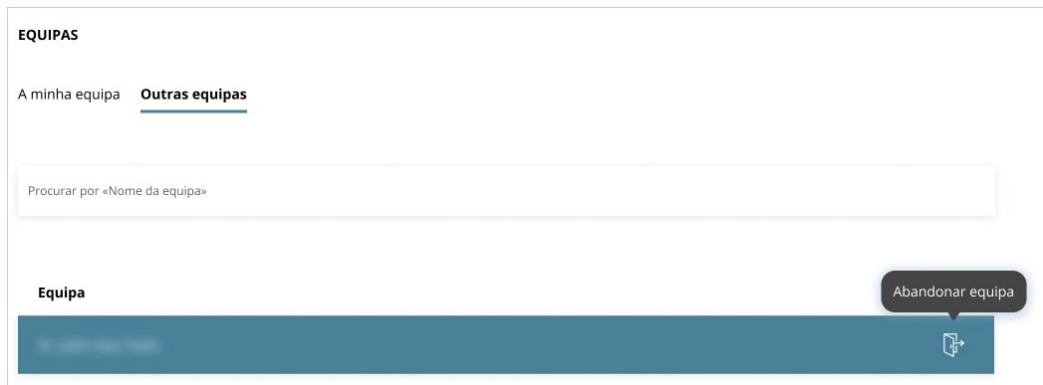 EQUIPAS
A minha equipa Outras equipas
Procurar por «Nome da equipa»
Equipa
Abandonar equipa